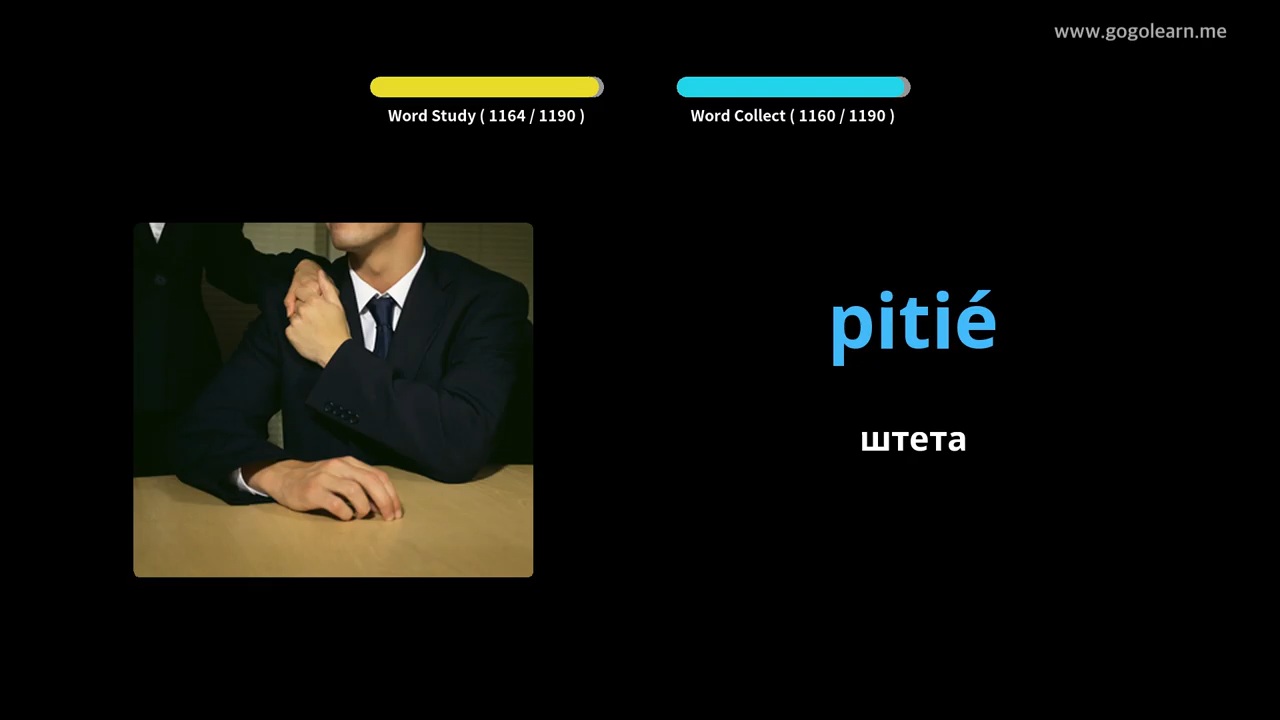 www.gogolearn.me
Word Study ( 1164 / 1190 )
Word Collect ( 1160 / 1190 )
pitié
штета